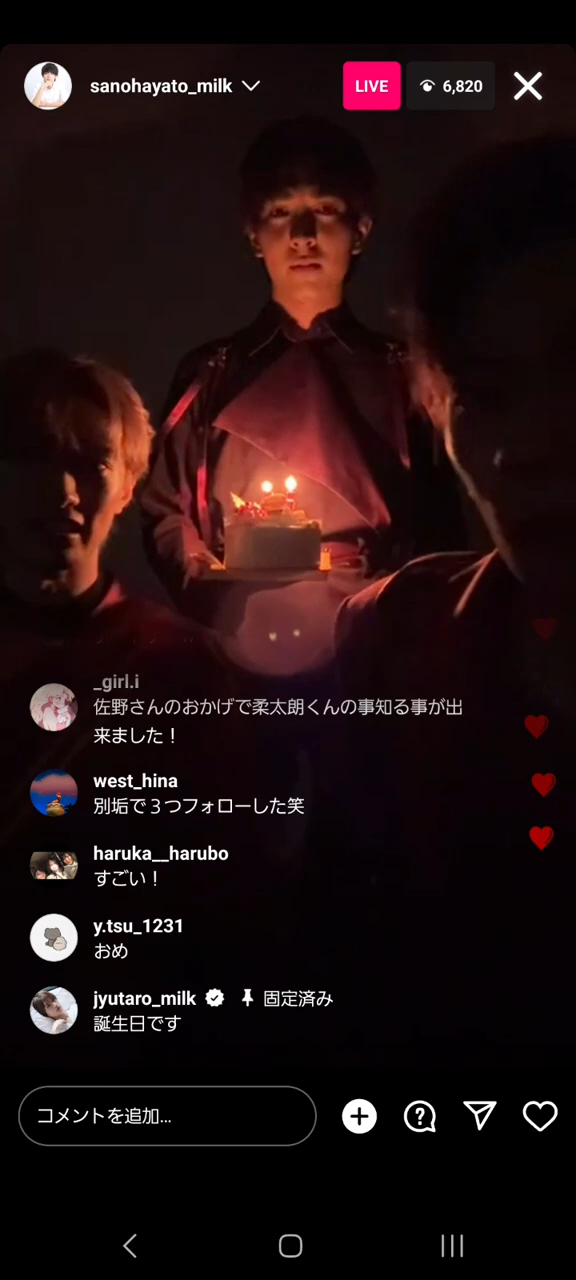 sanohayato_milk
LIVE
6,820
_girl.i
佐野さんのおかげで柔太朗くんの事知る事が出
来ました！
west_hina
別垢で３つフォローした笑
haruka__harubo
すごい！
y.tsu_1231
おめ
jyutaro_milk 固定済み
誕生日です
コメントを追加...